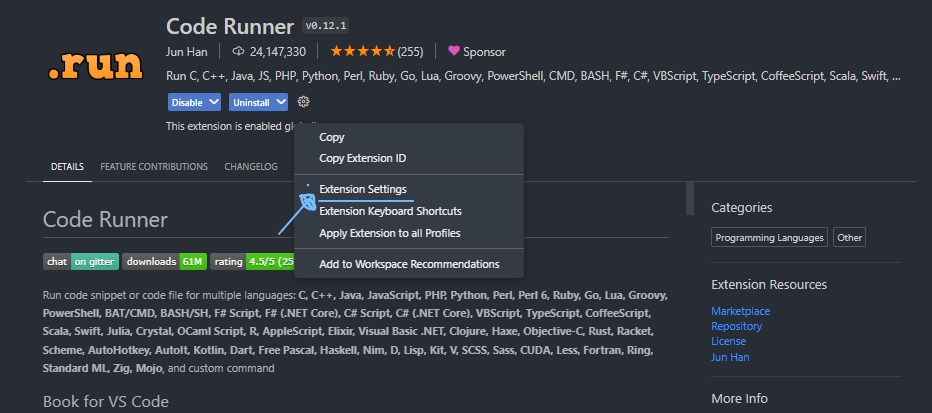 Code Runner v0.12.1
Jun Han 24,147,330 (255) Sponsor
.run
Run C, C++, Java, JS, PHP, Python, Perl, Ruby, Go, Lua, Groovy, PowerShell, CMD, BASH, F#, C#, VBScript, TypeScript, CoffeeScript, Scala, Swift, ...
Disable Uninstall
This extension is enabled
Copy
Copy Extension ID
Extension Settings
Extension Keyboard Shortcuts
Apply Extension to all Profiles
Add to Workspace Recommendations
DETAILS FEATURE CONTRIBUTIONS CHANGELOG
Code Runner
chat on gitter downloads 61M rating 4.5/5 (25
Run code snippet or code file for multiple languages: C, C++, Java, JavaScript, PHP, Python, Perl, Perl 6, Ruby, Go, Lua, Groovy,
PowerShell, BAT/CMD, BASH/SH, F# Script, F# (.NET Core), C# Script, C# (.NET Core), VBScript, TypeScript, CoffeeScript,
Scala, Swift, Julia, Crystal, OCaml Script, R, AppleScript, Elixir, Visual Basic .NET, Clojure, Haxe, Objective-C, Rust, Racket,
Scheme, AutoHotkey, AutoIt, Kotlin, Dart, Free Pascal, Haskell, Nim, D, Lisp, Kit, V, SCSS, Sass, CUDA, Less, Fortran, Ring,
Standard ML, Zig, Mojo, and custom command
Book for VS Code
Categories
Programming Languages Other
Extension Resources
Marketplace
Repository
License
Jun Han
More Info